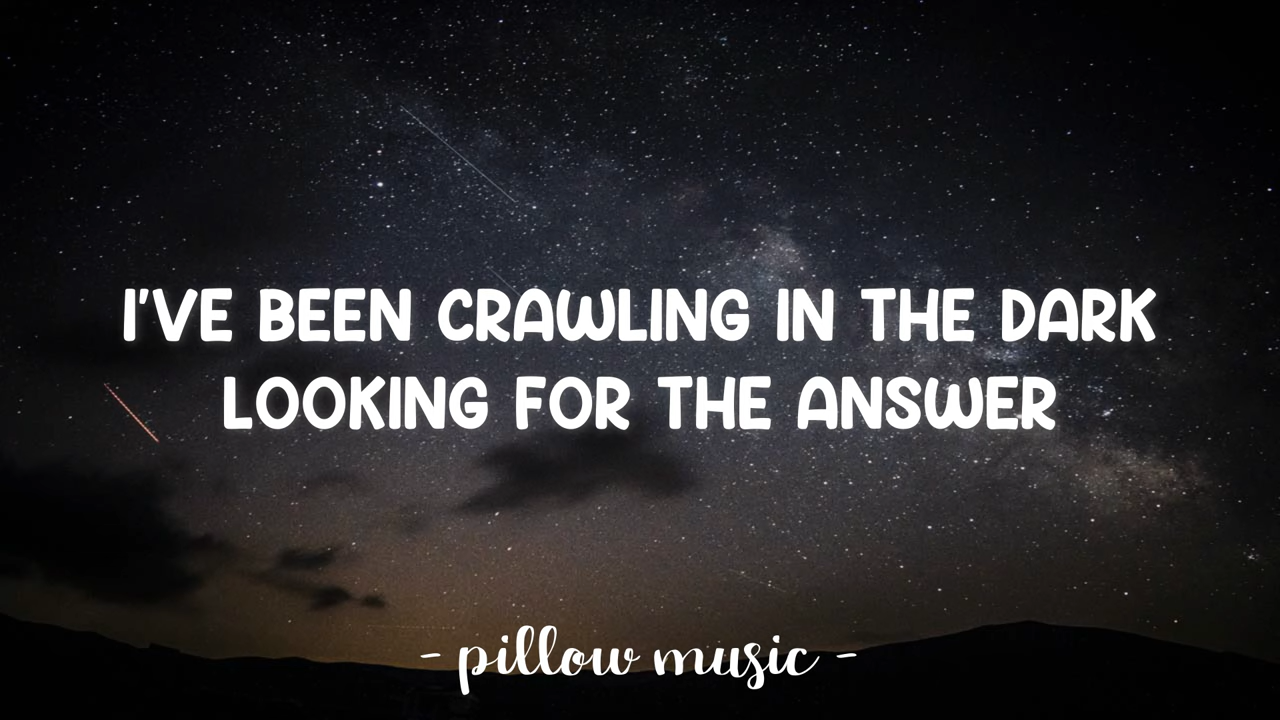 I'VE BEEN CRAWLING IN THE DARK
LOOKING FOR THE ANSWER
- pillow music -